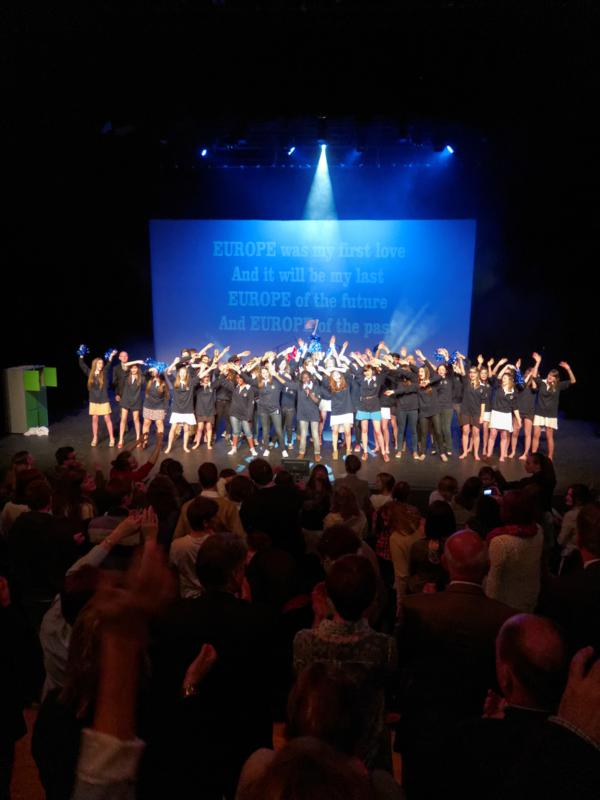 EUROPE was my first love
And it will be my last
EUROPE of the future
And EUROPE of the past